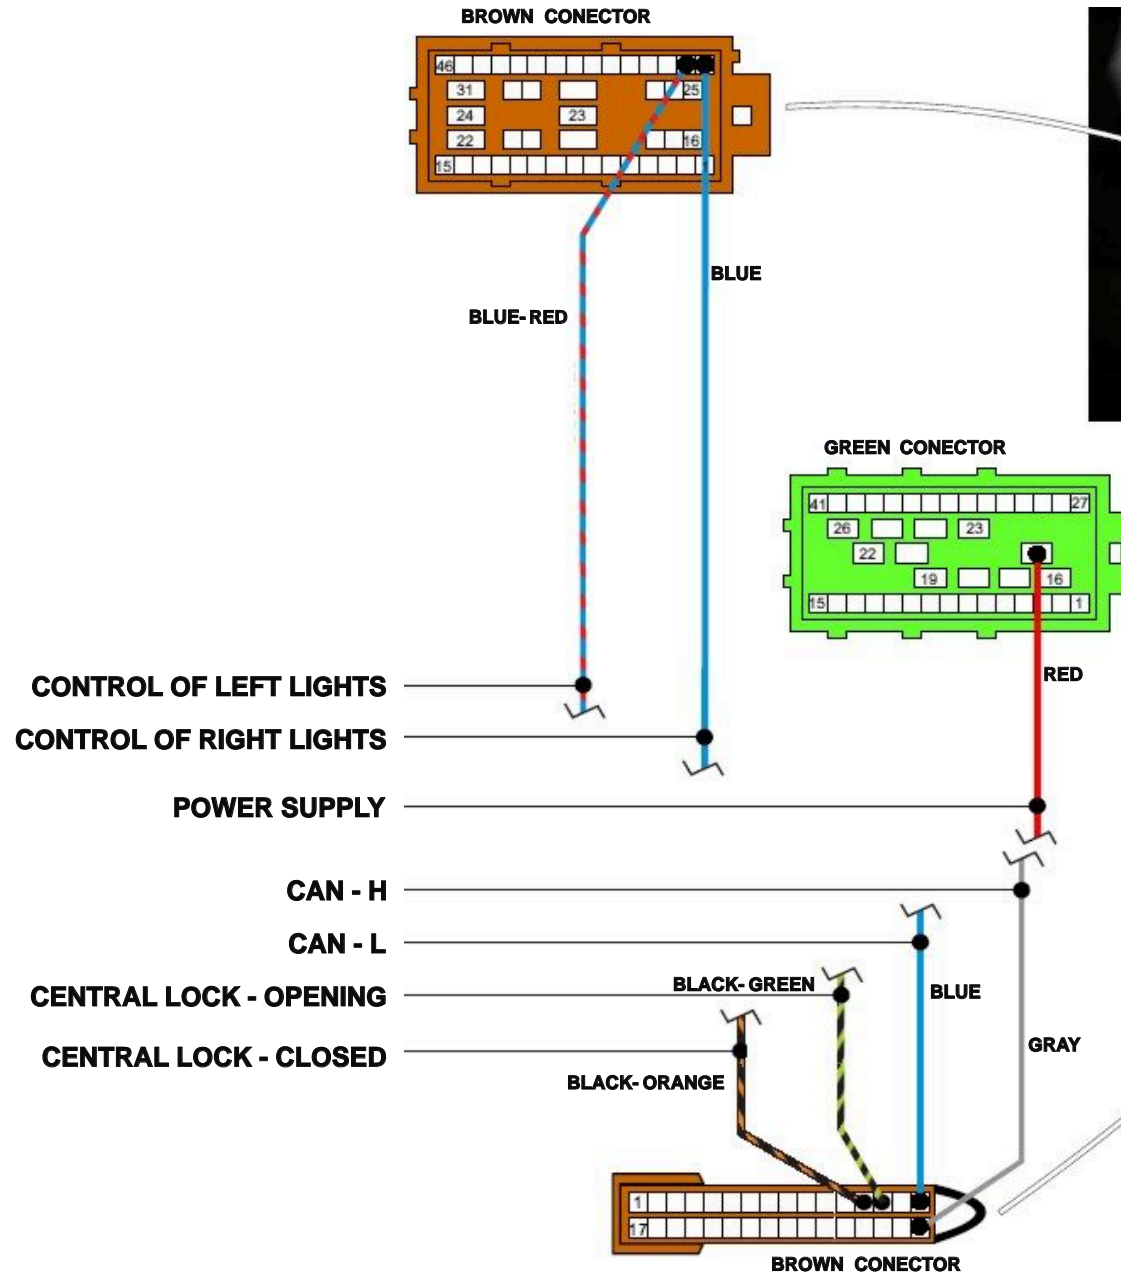 BROWN CONECTOR
46
31
25
24
23
22
16
15
1
BLUE
BLUE-RED
GREEN CONECTOR
41
27
26
23
22
19
16
15
1
RED
CONTROL OF LEFT LIGHTS
CONTROL OF RIGHT LIGHTS
POWER SUPPLY
CAN - H
CAN - L
BLACK-GREEN
BLUE
CENTRAL LOCK - OPENING
GRAY
CENTRAL LOCK - CLOSED
BLACK-ORANGE
1
17
BROWN CONECTOR